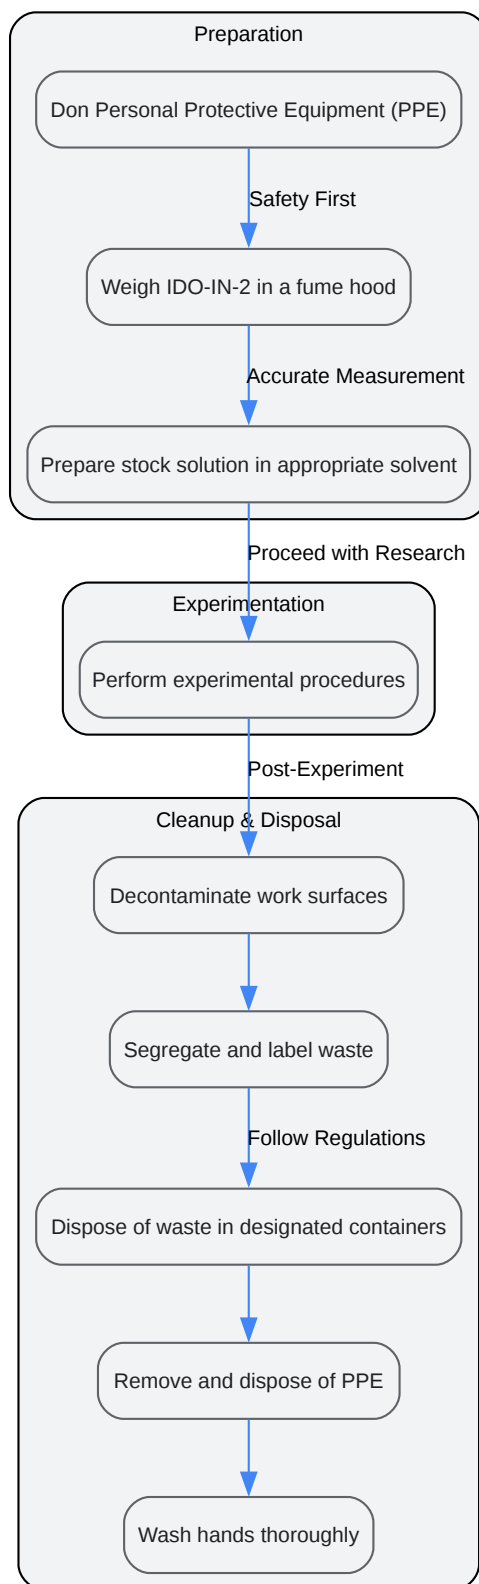 Preparation
Don Personal Protective Equipment (PPE)
Safety First
Weigh IDO-IN-2 in a fume hood
Accurate Measurement
Prepare stock solution in appropriate solvent
Proceed with Research
Experimentation
Perform experimental procedures
Post-Experiment
Cleanup & Disposal
Decontaminate work surfaces
Segregate and label waste
Follow Regulations
Dispose of waste in designated containers
Remove and dispose of PPE
Wash hands thoroughly